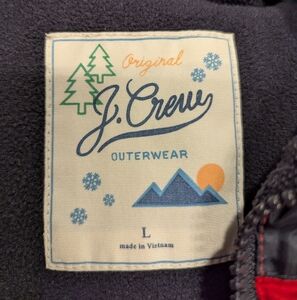 Original
J. Crew
OUTERWEAR
L
made in Vietnam